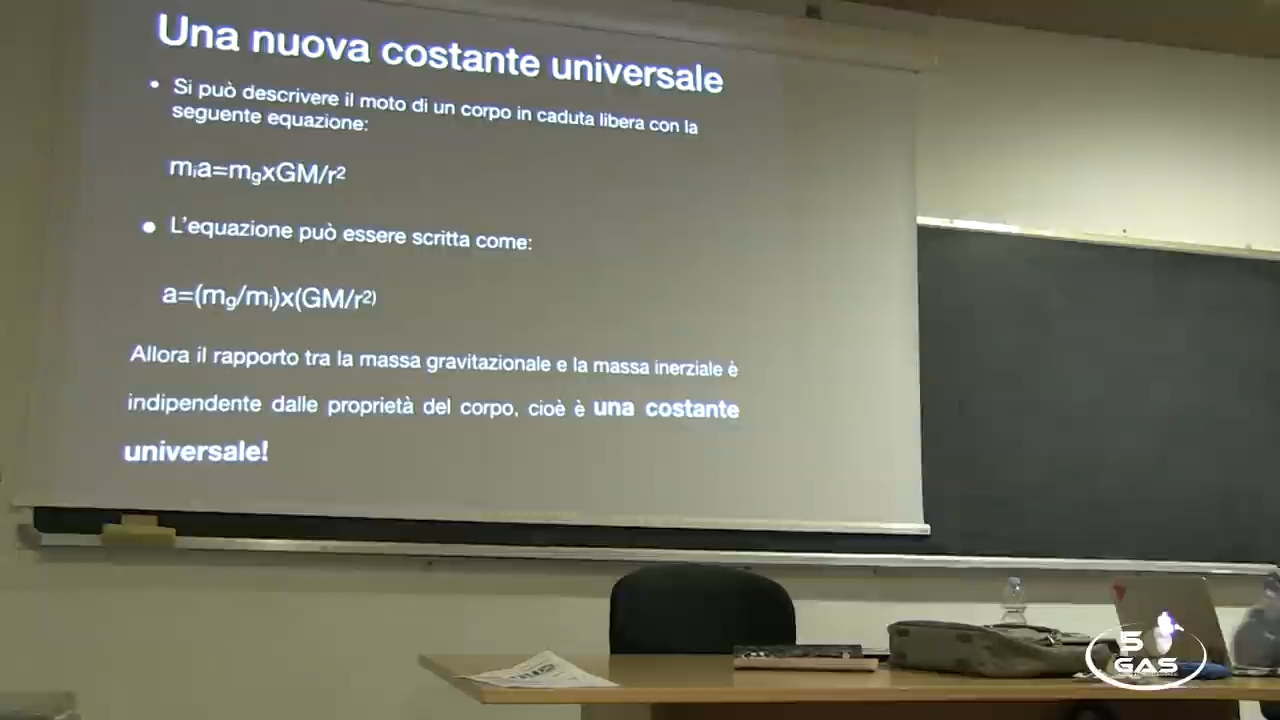 Una nuova costante universale
• Si può descrivere il moto di un corpo in caduta libera con la
seguente equazione:
mᵢa=m₉xGM/r²
• L'equazione può essere scritta come:
a=(m₉/mᵢ)x(GM/r²⁾
Allora il rapporto tra la massa gravitazionale e la massa inerziale è
indipendente dalle proprietà del corpo, cioè è una costante
universale!
5
GAS